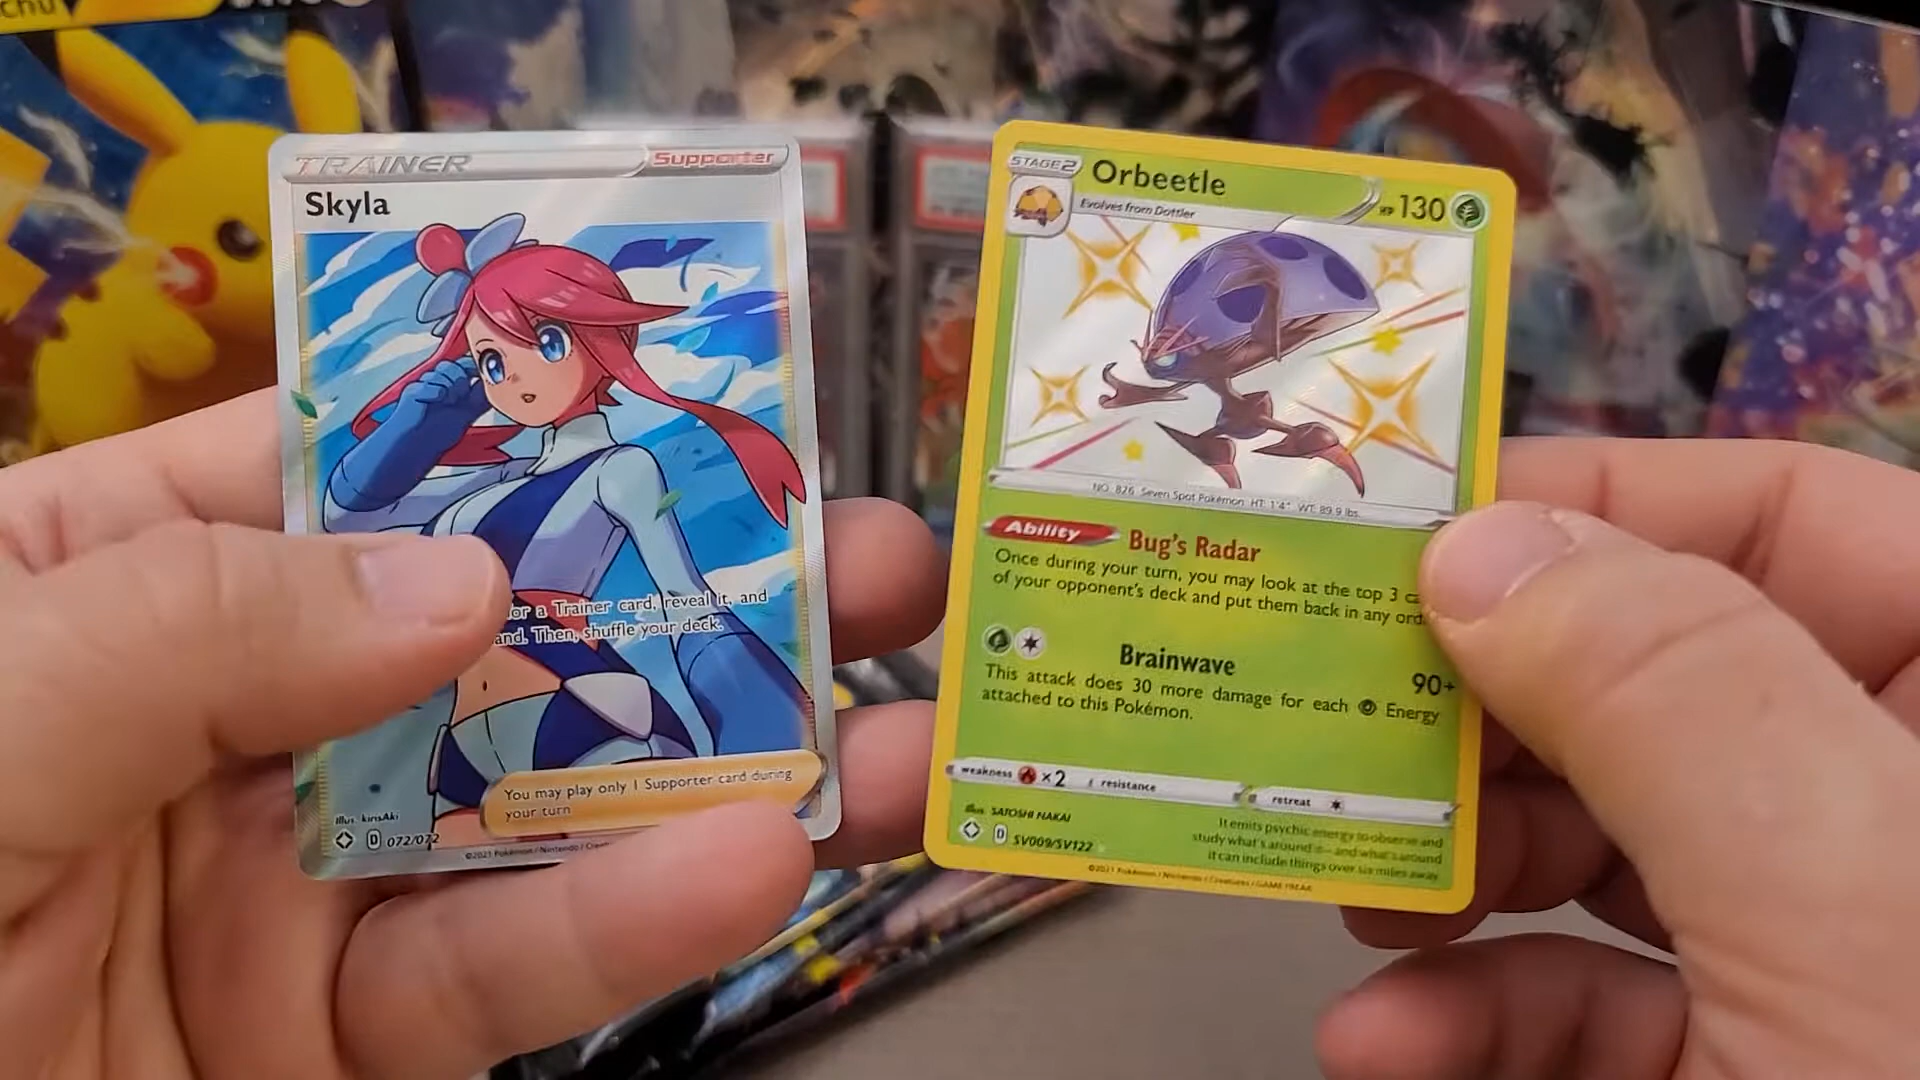 chu
TRAINER
Supporter
Skyla
for a Trainer card, reveal it, and
and. Then, shuffle your deck.
You may play only 1 Supporter card during
your turn
Illus. kinsAki
D 072/072
©2021 Pokémon / Nintendo /
STAGE 2
Orbeetle
HP 130
Evolves from Dottler
NO. 826 Seven Spot Pokémon HT: 1'4" WT: 89.9 lbs.
Ability
Bug's Radar
Once during your turn, you may look at the top 3
of your opponent's deck and put them back in any
Brainwave
90+
This attack does 30 more damage for each Energy
attached to this Pokémon.
weakness ×2
resistance
retreat
Illus. SATOSHI NAKAI
D SV009/SV122
It emits psychic energy to observe and
study what's around it—and what's around
it can include things over six miles away.
©2021 Pokémon / Nintendo / Creatures / GAME FREAK